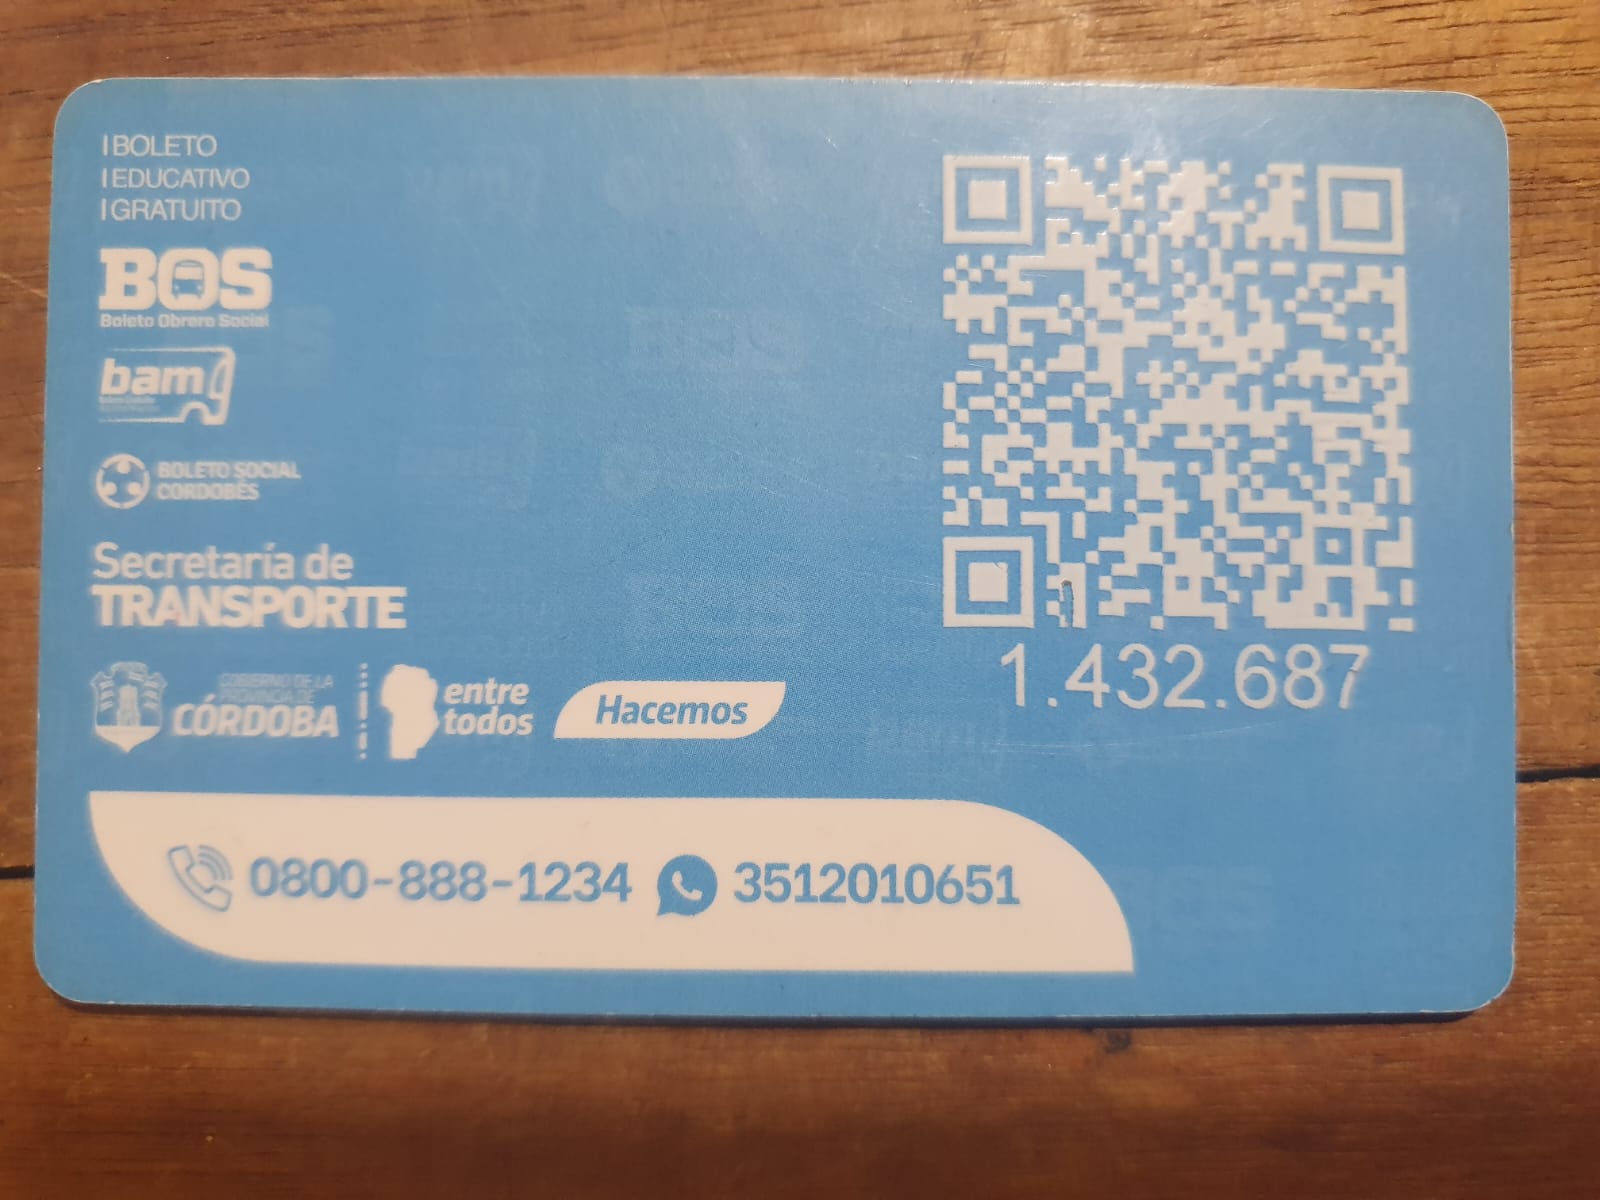 BOLETO
EDUCATIVO
GRATUITO
BOS
Boleto Obrero Social
bam
BOLETO SOCIAL
CORDOBÉS
Secretaría de
TRANSPORTE
GOBIERNO DE LA
PROVINCIA DE
CÓRDOBA
entre
todos
Hacemos
1.432.687
0800-888-1234
3512010651